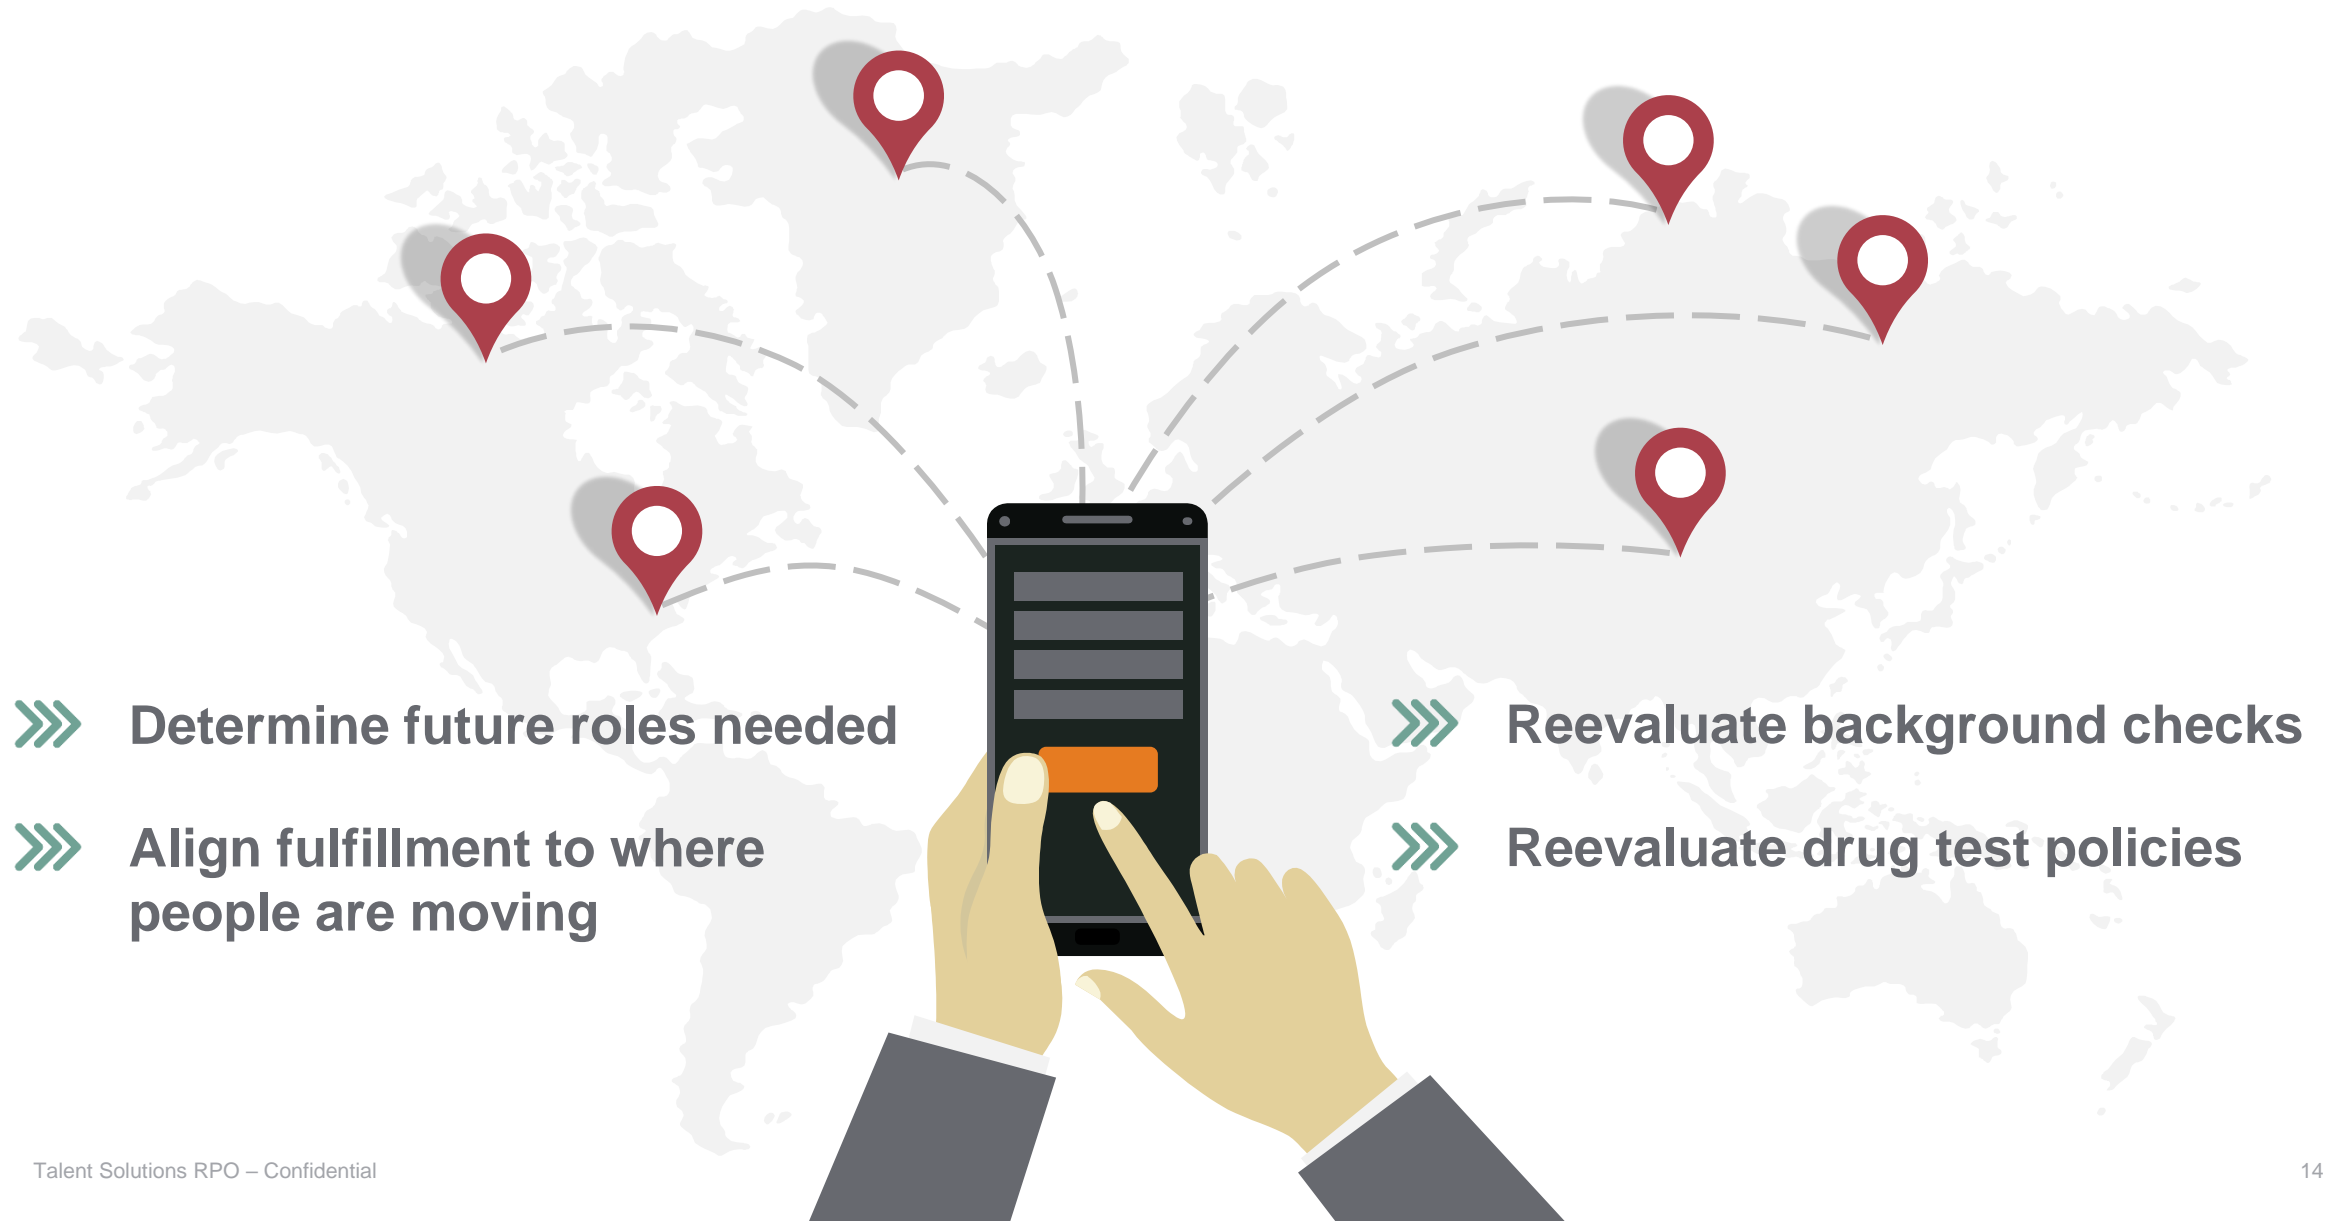 Determine future roles needed
Align fulfillment to where
people are moving
Reevaluate background checks
Reevaluate drug test policies
Talent Solutions RPO – Confidential
14